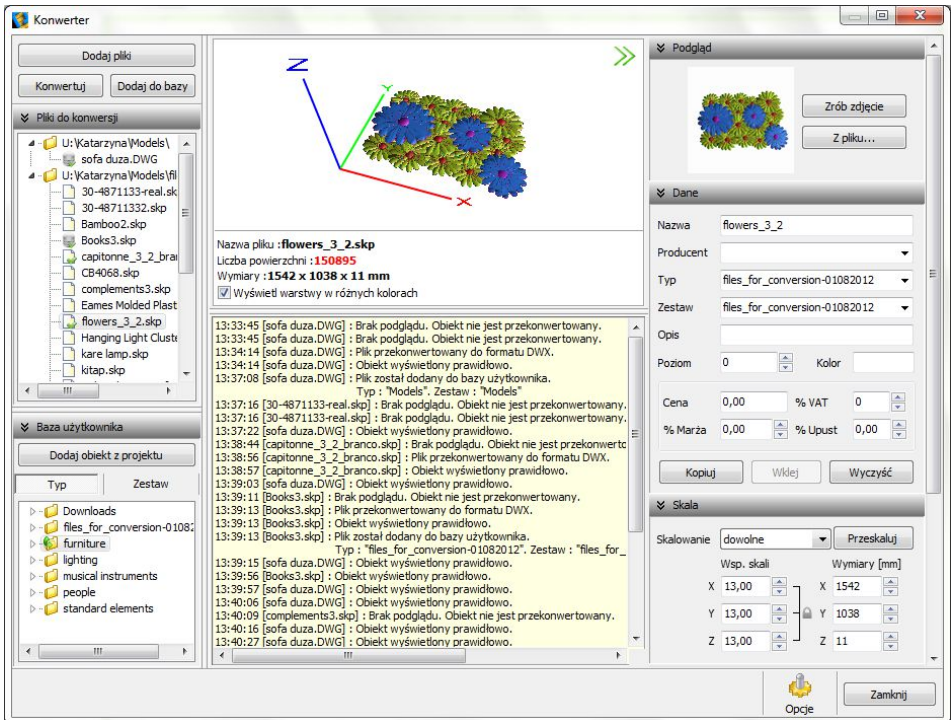 Konwerter
Dodaj pliki
Konwertuj
Dodaj do bazy
Pliki do konwersji
U:\Katarzyna\Models\
sofa duza.DWG
U:\Katarzyna\Models\fil
30-4871133-real.sk
30-48711332.skp
Bamboo2.skp
Books3.skp
capitonne_3_2_bra
CB4068.skp
complements3.skp
Eames Molded Plast
flowers_3_2.skp
Hanging Light Cluste
kare lamp.skp
kitap.skp
Baza użytkownika
Dodaj obiekt z projektu
Typ
Zestaw
Downloads
files_for_conversion-01082
furniture
lighting
musical instruments
people
standard elements
Z
Y
X
Nazwa pliku :flowers_3_2.skp
Liczba powierzchni :150895
Wymiary :1542 x 1038 x 11 mm
Wyświetl warstwy w różnych kolorach
13:33:45 [sofa duza.DWG] : Brak podglądu. Obiekt nie jest przekonwertowany.
13:33:45 [sofa duza.DWG] : Brak podglądu. Obiekt nie jest przekonwertowany.
13:34:14 [sofa duza.DWG] : Plik przekonwertowany do formatu DWX.
13:34:14 [sofa duza.DWG] : Obiekt wyświetlony prawidłowo.
13:37:08 [sofa duza.DWG] : Plik został dodany do bazy użytkownika.
Typ : "Models". Zestaw : "Models"
13:37:16 [30-4871133-real.skp] : Brak podglądu. Obiekt nie jest przekonwertowany.
13:37:16 [30-4871133-real.skp] : Brak podglądu. Obiekt nie jest przekonwertowany.
13:37:22 [sofa duza.DWG] : Obiekt wyświetlony prawidłowo.
13:38:44 [capitonne_3_2_branco.skp] : Brak podglądu. Obiekt nie jest przekonwertc
13:38:56 [capitonne_3_2_branco.skp] : Plik przekonwertowany do formatu DWX.
13:38:57 [capitonne_3_2_branco.skp] : Obiekt wyświetlony prawidłowo.
13:39:03 [sofa duza.DWG] : Obiekt wyświetlony prawidłowo.
13:39:11 [Books3.skp] : Brak podglądu. Obiekt nie jest przekonwertowany.
13:39:13 [Books3.skp] : Plik przekonwertowany do formatu DWX.
13:39:13 [Books3.skp] : Obiekt wyświetlony prawidłowo.
13:39:13 [Books3.skp] : Plik został dodany do bazy użytkownika.
Typ : "files_for_conversion-01082012". Zestaw : "files_for_
13:39:15 [sofa duza.DWG] : Obiekt wyświetlony prawidłowo.
13:39:56 [Books3.skp] : Obiekt wyświetlony prawidłowo.
13:39:57 [sofa duza.DWG] : Obiekt wyświetlony prawidłowo.
13:40:06 [sofa duza.DWG] : Obiekt wyświetlony prawidłowo.
13:40:09 [complements3.skp] : Brak podglądu. Obiekt nie jest przekonwertowany.
13:40:16 [sofa duza.DWG] : Obiekt wyświetlony prawidłowo.
13:40:27 [sofa duza.DWG] : Obiekt wyświetlony prawidłowo.
Podgląd
Zrób zdjęcie
Z pliku...
Dane
Nazwa flowers_3_2
Producent
Typ files_for_conversion-01082012
Zestaw files_for_conversion-01082012
Opis
Poziom 0 Kolor
Cena 0,00 % VAT 0
% Marża 0,00 % Upust 0,00
Kopiuj Wklej Wyczyść
Skala
Skalowanie dowolne Przeskaluj
Wsp. skali Wymiary [mm]
X 13,00 X 1542
Y 13,00 Y 1038
Z 13,00 Z 11
Opcje
Zamknij